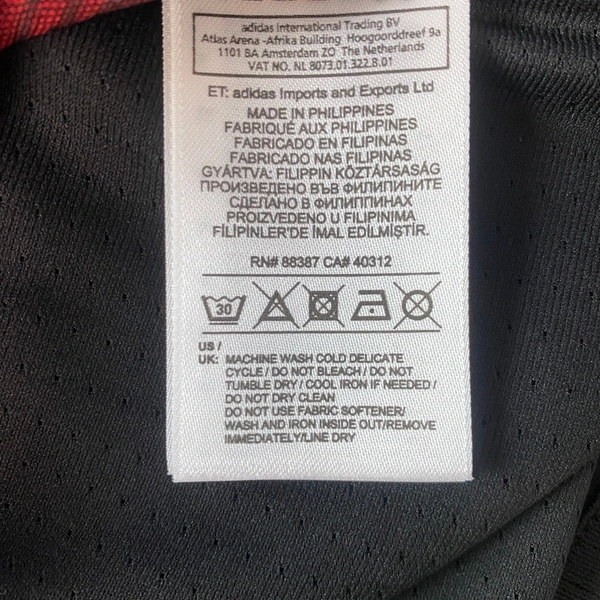 adidas International Trading BV
Atlas Arena -Afrika Building Hoogoorddreef 9a
1101 BA Amsterdam ZO The Netherlands
VAT NO. NL 8073.01.322.B.01
ET: adidas Imports and Exports Ltd
MADE IN PHILIPPINES
FABRIQUÉ AUX PHILIPPINES
FABRICADO EN FILIPINAS
FABRICADO NAS FILIPINAS
GYÁRTVA: FILIPPIN KÖZTÁRSASÁG
ПРОИЗВЕДЕНО ВЪВ ФИЛИПИНИТЕ
СДЕЛАНО В ФИЛИППИНАХ
PROIZVEDENO U FILIPINIMA
FİLİPİNLER'DE İMAL EDİLMİŞTİR.
RN# 88387 CA# 40312
30
US /
UK: MACHINE WASH COLD DELICATE
CYCLE / DO NOT BLEACH / DO NOT
TUMBLE DRY / COOL IRON IF NEEDED /
DO NOT DRY CLEAN
DO NOT USE FABRIC SOFTENER/
WASH AND IRON INSIDE OUT/REMOVE
IMMEDIATELY/LINE DRY